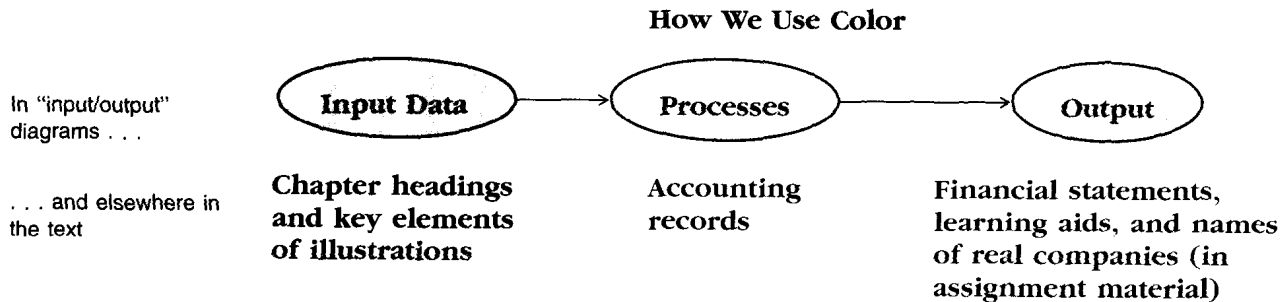 How We Use Color
In "input/output"
diagrams . . .
Input Data
Processes
Output
. . . and elsewhere in
the text
Chapter headings
and key elements
of illustrations
Accounting
records
Financial statements,
learning aids, and names
of real companies (in
assignment material)